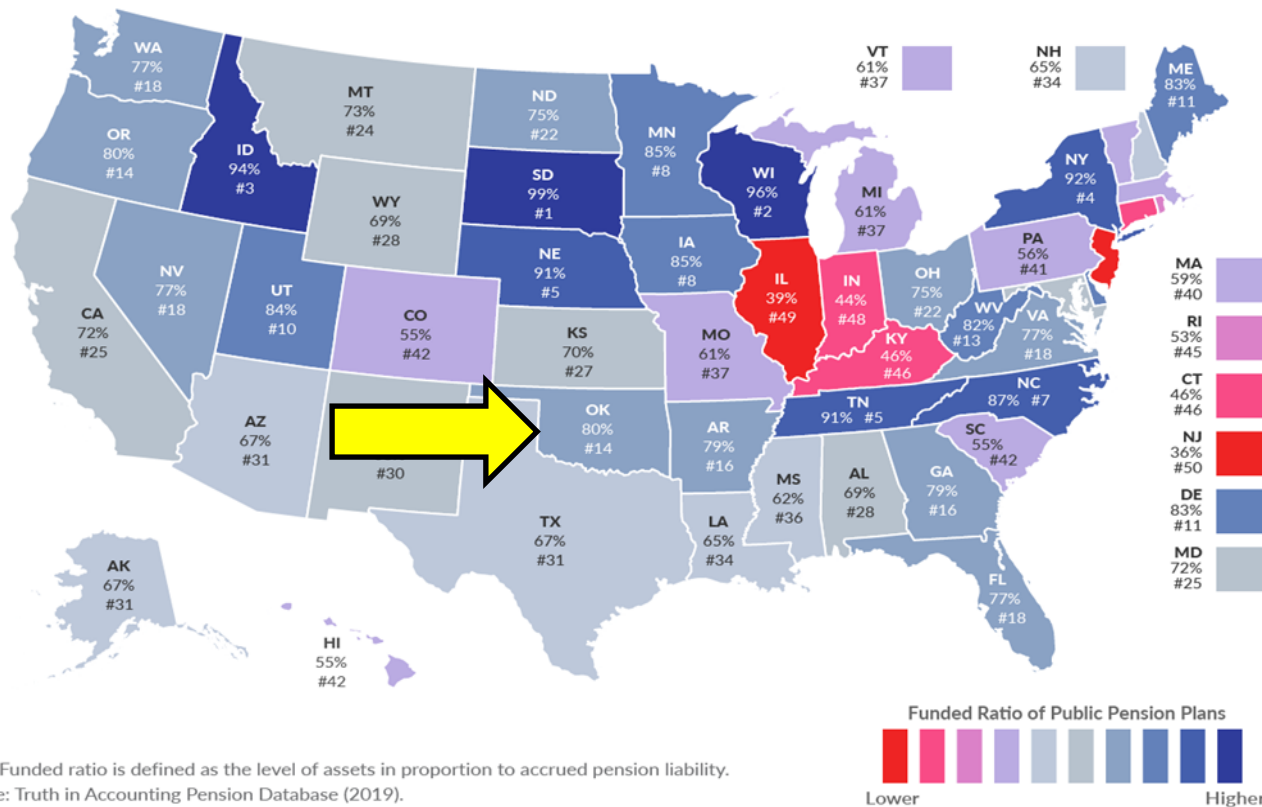 WA
77%
#18
OR
80%
#14
CA
72%
#25
NV
77%
#18
ID
94%
#3
MT
73%
#24
WY
69%
#28
UT
84%
#10
CO
55%
#42
AZ
67%
#31
#30
ND
75%
#22
SD
99%
#1
NE
91%
#5
KS
70%
#27
OK
80%
#14
TX
67%
#31
MN
85%
#8
IA
85%
#8
MO
61%
#37
AR
79%
#16
LA
65%
#34
WI
96%
#2
IL
39%
#49
MI
61%
#37
IN
44%
#48
OH
75%
#22
KY
46%
#46
TN
91% #5
MS
62%
#36
AL
69%
#28
GA
79%
#16
FL
77%
#18
SC
55%
#42
NC
87% #7
VA
77%
#18
WV
82%
#13
PA
56%
#41
NY
92%
#4
VT
61%
#37
NH
65%
#34
ME
83%
#11
MA
59%
#40
RI
53%
#45
CT
46%
#46
NJ
36%
#50
DE
83%
#11
MD
72%
#25
AK
67%
#31
HI
55%
#42
Funded Ratio of Public Pension Plans
Lower
Higher
Funded ratio is defined as the level of assets in proportion to accrued pension liability.
e: Truth in Accounting Pension Database (2019).